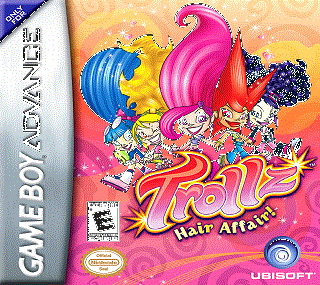 ONLY
FOR
GAME BOY ADVANCE
Trollz
Hair Affair!
E
Official
Nintendo
Seal
UBISOFT